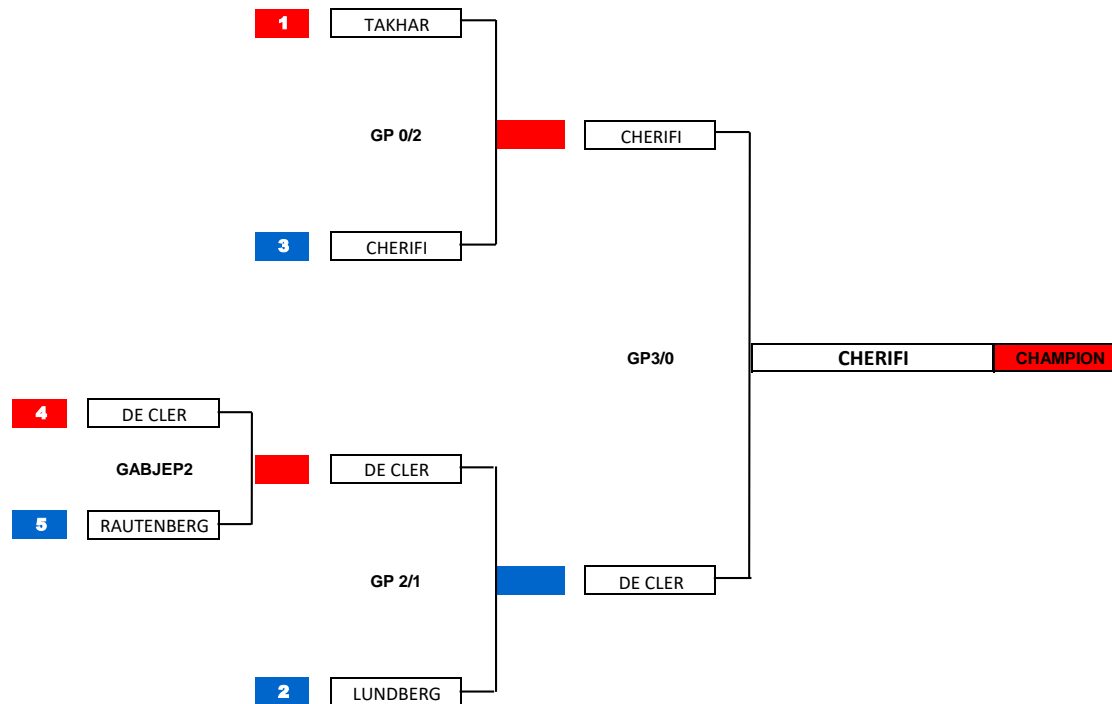 1 TAKHAR
GP 0/2
CHERIFI
3 CHERIFI
GP3/0
CHERIFI CHAMPION
4 DE CLER
GABJEP2
DE CLER
5 RAUTENBERG
GP 2/1
DE CLER
2 LUNDBERG